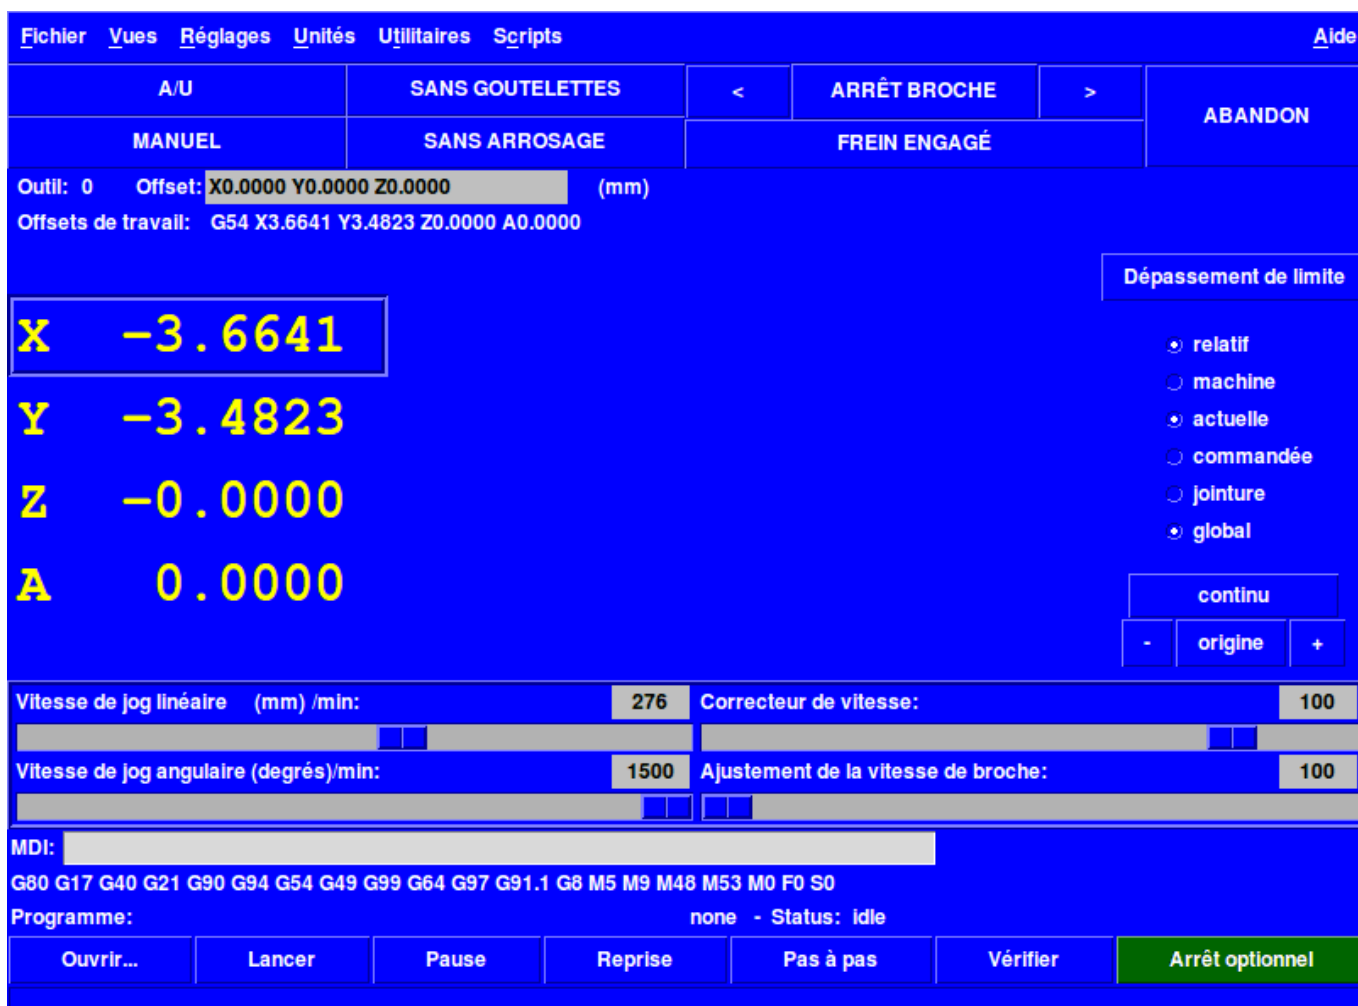 Fichier Vues Réglages Unités Utilitaires Scripts Aide
A/U SANS GOUTELETTES < ARRÊT BROCHE > ABANDON
MANUEL SANS ARROSAGE FREIN ENGAGÉ
Outil: 0 Offset: X0.0000 Y0.0000 Z0.0000 (mm)
Offsets de travail: G54 X3.6641 Y3.4823 Z0.0000 A0.0000
Dépassement de limite
X -3.6641
relatif
machine
Y -3.4823
actuelle
commandée
Z -0.0000
jointure
global
A 0.0000
continu
- origine +
Vitesse de jog linéaire (mm) /min: 276 Correcteur de vitesse: 100
Vitesse de jog angulaire (degrés)/min: 1500 Ajustement de la vitesse de broche: 100
MDI:
G80 G17 G40 G21 G90 G94 G54 G49 G99 G64 G97 G91.1 G8 M5 M9 M48 M53 M0 F0 S0
Programme: none - Status: idle
Ouvrir... Lancer Pause Reprise Pas à pas Vérifier Arrêt optionnel